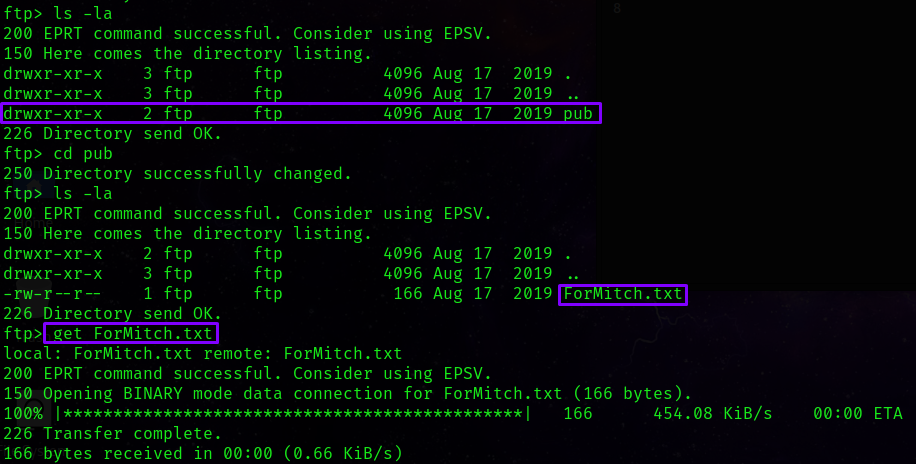 8
ftp> ls -la
200 EPRT command successful. Consider using EPSV.
150 Here comes the directory listing.
drwxr-xr-x    3 ftp      ftp          4096 Aug 17  2019 .
drwxr-xr-x    3 ftp      ftp          4096 Aug 17  2019 ..
drwxr-xr-x    2 ftp      ftp          4096 Aug 17  2019 pub
226 Directory send OK.
ftp> cd pub
250 Directory successfully changed.
ftp> ls -la
200 EPRT command successful. Consider using EPSV.
150 Here comes the directory listing.
drwxr-xr-x    2 ftp      ftp          4096 Aug 17  2019 .
drwxr-xr-x    3 ftp      ftp          4096 Aug 17  2019 ..
-rw-r--r--    1 ftp      ftp           166 Aug 17  2019 ForMitch.txt
226 Directory send OK.
ftp> get ForMitch.txt
local: ForMitch.txt remote: ForMitch.txt
200 EPRT command successful. Consider using EPSV.
150 Opening BINARY mode data connection for ForMitch.txt (166 bytes).
100% |***********************************************|   166      454.08 KiB/s    00:00 ETA
226 Transfer complete.
166 bytes received in 00:00 (0.66 KiB/s)